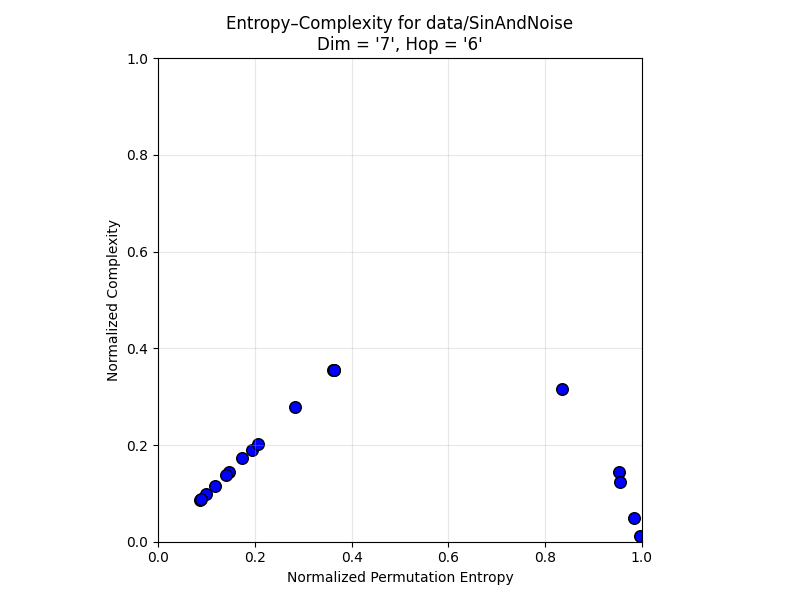 Entropy–Complexity for data/SinAndNoise
Dim = '7', Hop = '6'
1.0
0.8
0.6
0.4
0.2
0.0
Normalized Complexity
0.0 0.2 0.4 0.6 0.8 1.0
Normalized Permutation Entropy